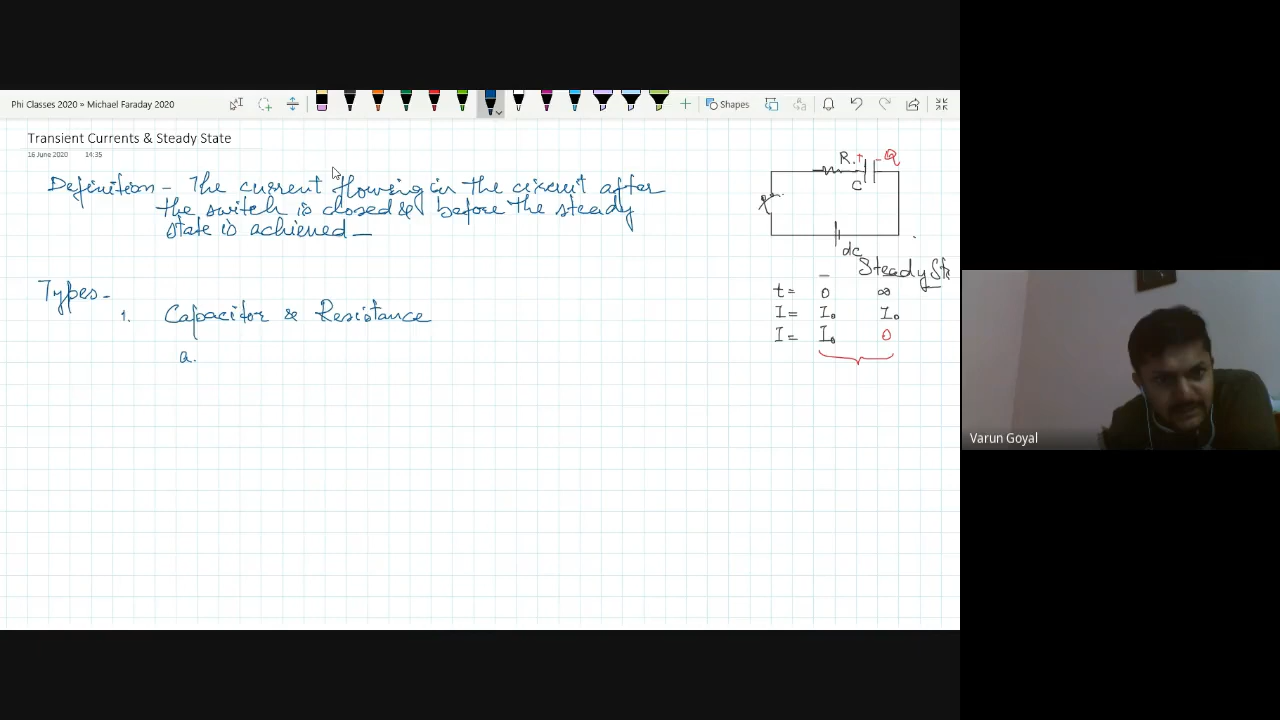 Phi Classes 2020 » Michael Faraday 2020
Shapes
Transient Currents & Steady State
16 June 2020 14:35
Definition - The current flowing in the circuit after
the switch is closed & before the steady
state is achieved -
Types -
1. Capacitor & Resistance
a.
R + - Q
C
dc
Steady St
t = 0 ∞
I = I₀ I₀
I = I₀ 0
Varun Goyal